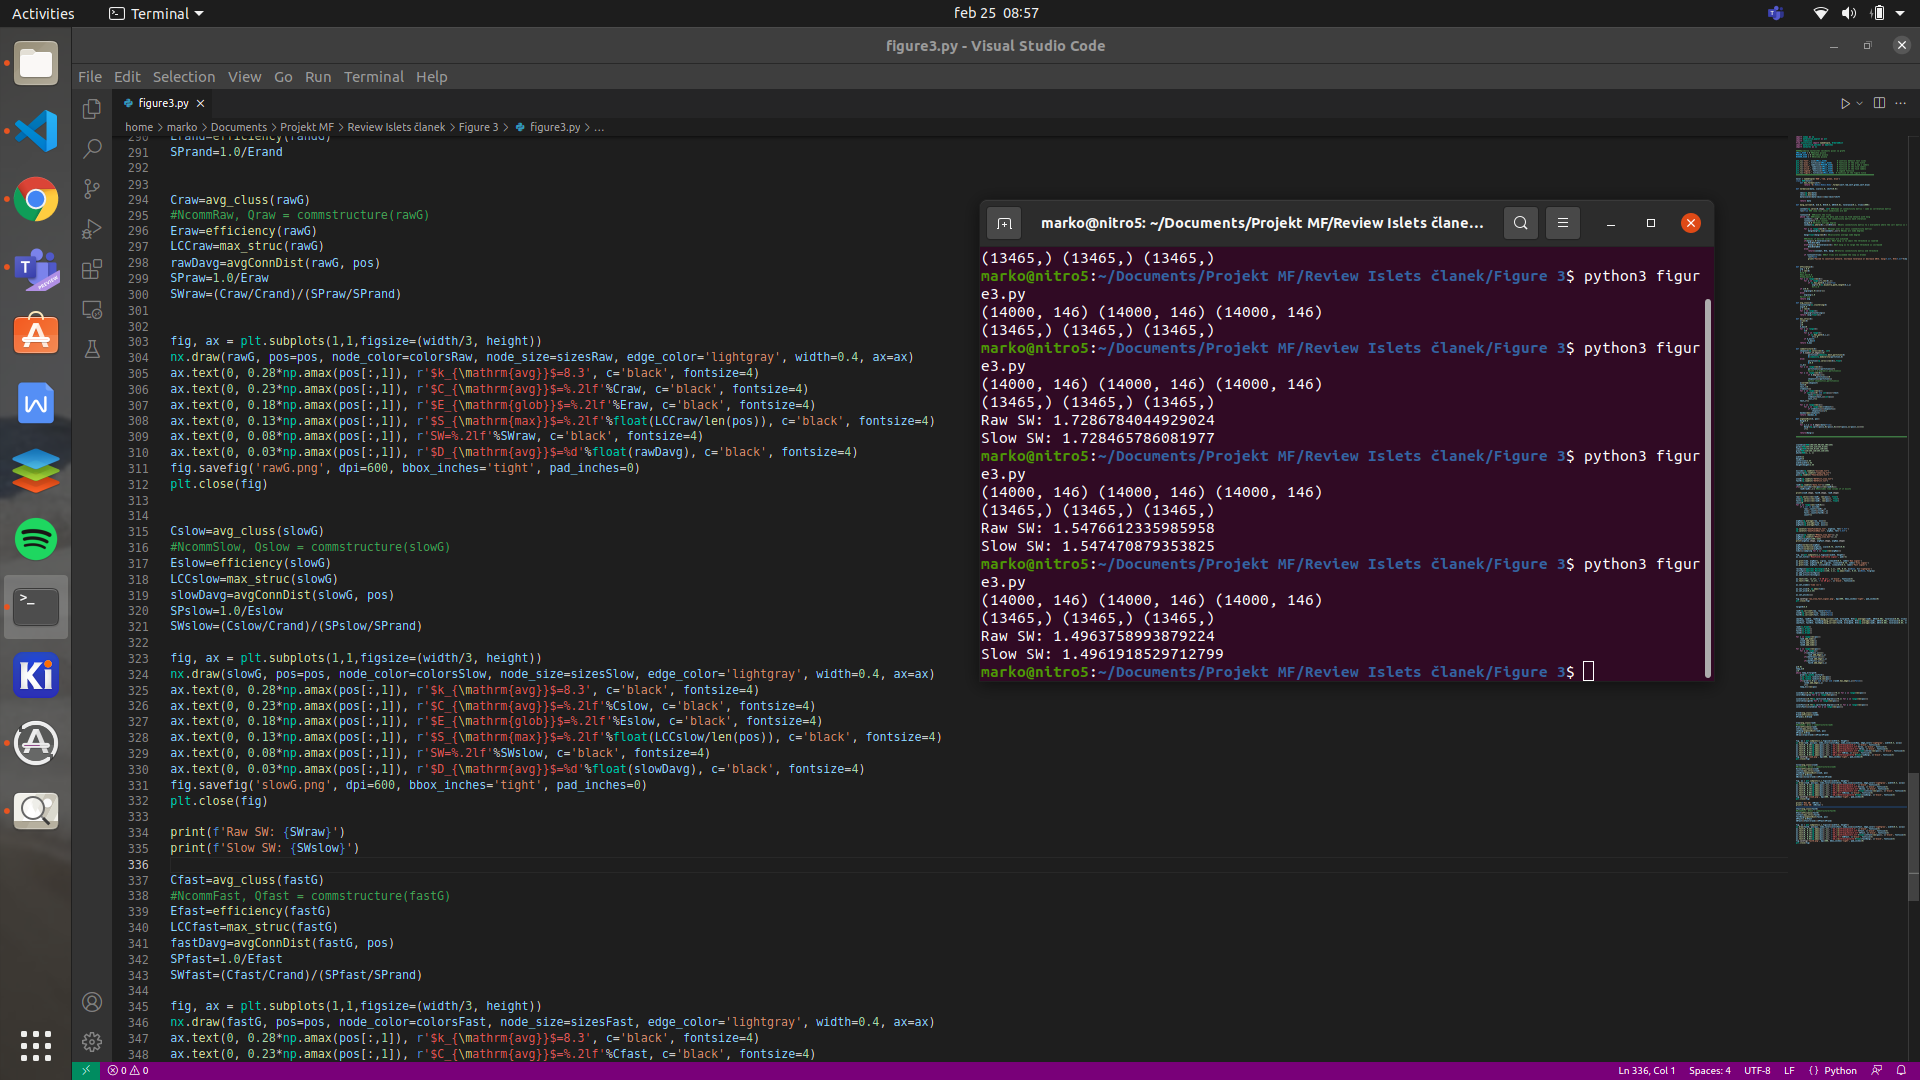 Activities
Terminal
feb 25 08:57
figure3.py - Visual Studio Code
File Edit Selection View Go Run Terminal Help
figure3.py
home > marko > Documents > Projekt MF > Review Islets članek > Figure 3 > figure3.py > ...
290 Erand=efficiency(randG)
291 SPrand=1.0/Erand
292
293
294 Craw=avg_cluss(rawG)
295 #NcommRaw, Qraw = commstructure(rawG)
296 Eraw=efficiency(rawG)
297 LCCraw=max_struc(rawG)
298 rawDavg=avgConnDist(rawG, pos)
299 SPraw=1.0/Eraw
300 SWraw=(Craw/Crand)/(SPraw/SPrand)
301
302
303 fig, ax = plt.subplots(1,1,figsize=(width/3, height))
304 nx.draw(rawG, pos=pos, node_color=colorsRaw, node_size=sizesRaw, edge_color='lightgray', width=0.4, ax=ax)
305 ax.text(0, 0.28*np.amax(pos[:,1]), r'$k_{\mathrm{avg}}$=8.3', c='black', fontsize=4)
306 ax.text(0, 0.23*np.amax(pos[:,1]), r'$C_{\mathrm{avg}}$=%.2lf'%Craw, c='black', fontsize=4)
307 ax.text(0, 0.18*np.amax(pos[:,1]), r'$E_{\mathrm{glob}}$=%.2lf'%Eraw, c='black', fontsize=4)
308 ax.text(0, 0.13*np.amax(pos[:,1]), r'$S_{\mathrm{max}}$=%.2lf'%float(LCCraw/len(pos)), c='black', fontsize=4)
309 ax.text(0, 0.08*np.amax(pos[:,1]), r'SW=%.2lf'%SWraw, c='black', fontsize=4)
310 ax.text(0, 0.03*np.amax(pos[:,1]), r'$D_{\mathrm{avg}}$=%d'%float(rawDavg), c='black', fontsize=4)
311 fig.savefig('rawG.png', dpi=600, bbox_inches='tight', pad_inches=0)
312 plt.close(fig)
313
314
315 Cslow=avg_cluss(slowG)
316 #NcommSlow, Qslow = commstructure(slowG)
317 Eslow=efficiency(slowG)
318 LCCslow=max_struc(slowG)
319 slowDavg=avgConnDist(slowG, pos)
320 SPslow=1.0/Eslow
321 SWslow=(Cslow/Crand)/(SPslow/SPrand)
322
323 fig, ax = plt.subplots(1,1,figsize=(width/3, height))
324 nx.draw(slowG, pos=pos, node_color=colorsSlow, node_size=sizesSlow, edge_color='lightgray', width=0.4, ax=ax)
325 ax.text(0, 0.28*np.amax(pos[:,1]), r'$k_{\mathrm{avg}}$=8.3', c='black', fontsize=4)
326 ax.text(0, 0.23*np.amax(pos[:,1]), r'$C_{\mathrm{avg}}$=%.2lf'%Cslow, c='black', fontsize=4)
327 ax.text(0, 0.18*np.amax(pos[:,1]), r'$E_{\mathrm{glob}}$=%.2lf'%Eslow, c='black', fontsize=4)
328 ax.text(0, 0.13*np.amax(pos[:,1]), r'$S_{\mathrm{max}}$=%.2lf'%float(LCCslow/len(pos)), c='black', fontsize=4)
329 ax.text(0, 0.08*np.amax(pos[:,1]), r'SW=%.2lf'%SWslow, c='black', fontsize=4)
330 ax.text(0, 0.03*np.amax(pos[:,1]), r'$D_{\mathrm{avg}}$=%d'%float(slowDavg), c='black', fontsize=4)
331 fig.savefig('slowG.png', dpi=600, bbox_inches='tight', pad_inches=0)
332 plt.close(fig)
333
334 print(f'Raw SW: {SWraw}')
335 print(f'Slow SW: {SWslow}')
336
337 Cfast=avg_cluss(fastG)
338 #NcommFast, Qfast = commstructure(fastG)
339 Efast=efficiency(fastG)
340 LCCfast=max_struc(fastG)
341 fastDavg=avgConnDist(fastG, pos)
342 SPfast=1.0/Efast
343 SWfast=(Cfast/Crand)/(SPfast/SPrand)
344
345 fig, ax = plt.subplots(1,1,figsize=(width/3, height))
346 nx.draw(fastG, pos=pos, node_color=colorsFast, node_size=sizesFast, edge_color='lightgray', width=0.4, ax=ax)
347 ax.text(0, 0.28*np.amax(pos[:,1]), r'$k_{\mathrm{avg}}$=8.3', c='black', fontsize=4)
348 ax.text(0, 0.23*np.amax(pos[:,1]), r'$C_{\mathrm{avg}}$=%.2lf'%Cfast, c='black', fontsize=4)
marko@nitro5: ~/Documents/Projekt MF/Review Islets člane...
(13465,) (13465,) (13465,)
marko@nitro5:~/Documents/Projekt MF/Review Islets članek/Figure 3$ python3 figur
e3.py
(14000, 146) (14000, 146) (14000, 146)
(13465,) (13465,) (13465,)
marko@nitro5:~/Documents/Projekt MF/Review Islets članek/Figure 3$ python3 figur
e3.py
(14000, 146) (14000, 146) (14000, 146)
(13465,) (13465,) (13465,)
Raw SW: 1.7286784044929024
Slow SW: 1.728465786081977
marko@nitro5:~/Documents/Projekt MF/Review Islets članek/Figure 3$ python3 figur
e3.py
(14000, 146) (14000, 146) (14000, 146)
(13465,) (13465,) (13465,)
Raw SW: 1.5476612335985958
Slow SW: 1.547470879353825
marko@nitro5:~/Documents/Projekt MF/Review Islets članek/Figure 3$ python3 figur
e3.py
(14000, 146) (14000, 146) (14000, 146)
(13465,) (13465,) (13465,)
Raw SW: 1.4963758993879224
Slow SW: 1.4961918529712799
marko@nitro5:~/Documents/Projekt MF/Review Islets članek/Figure 3$
Ki
0 0
Ln 336, Col 1 Spaces: 4 UTF-8 LF { } Python